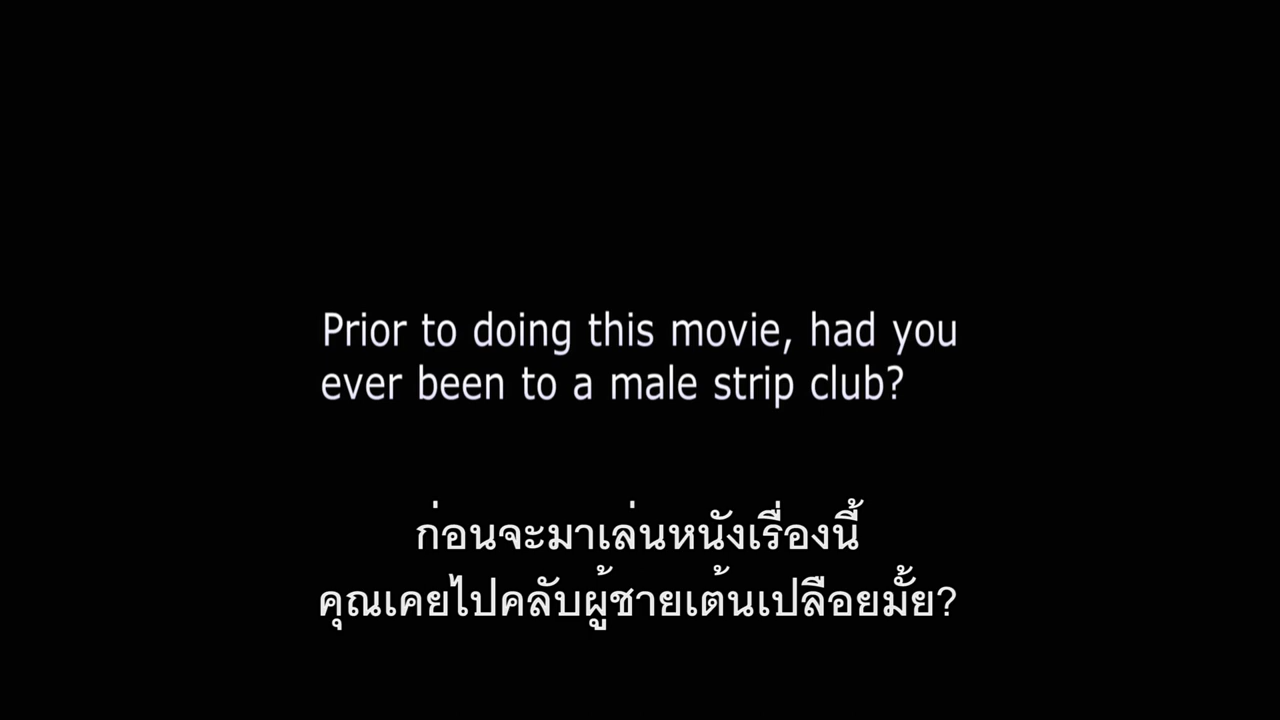 Prior to doing this movie, had you
ever been to a male strip club?
ก่อนจะมาเล่นหนังเรื่องนี้
คุณเคยไปคลับผู้ชายเต้นเปลือยมั้ย?